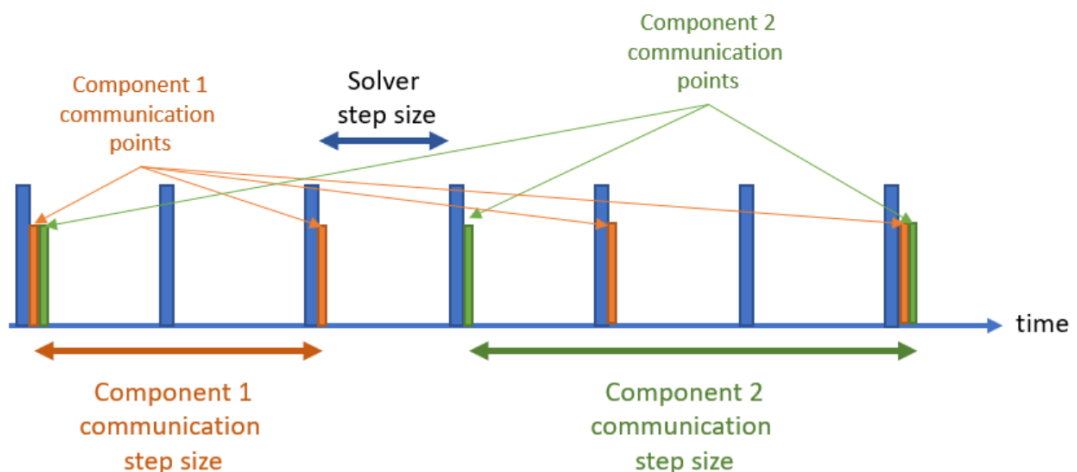 Component 1
communication
points
Solver
step size
Component 2
communication
points
time
Component 1
communication
step size
Component 2
communication
step size